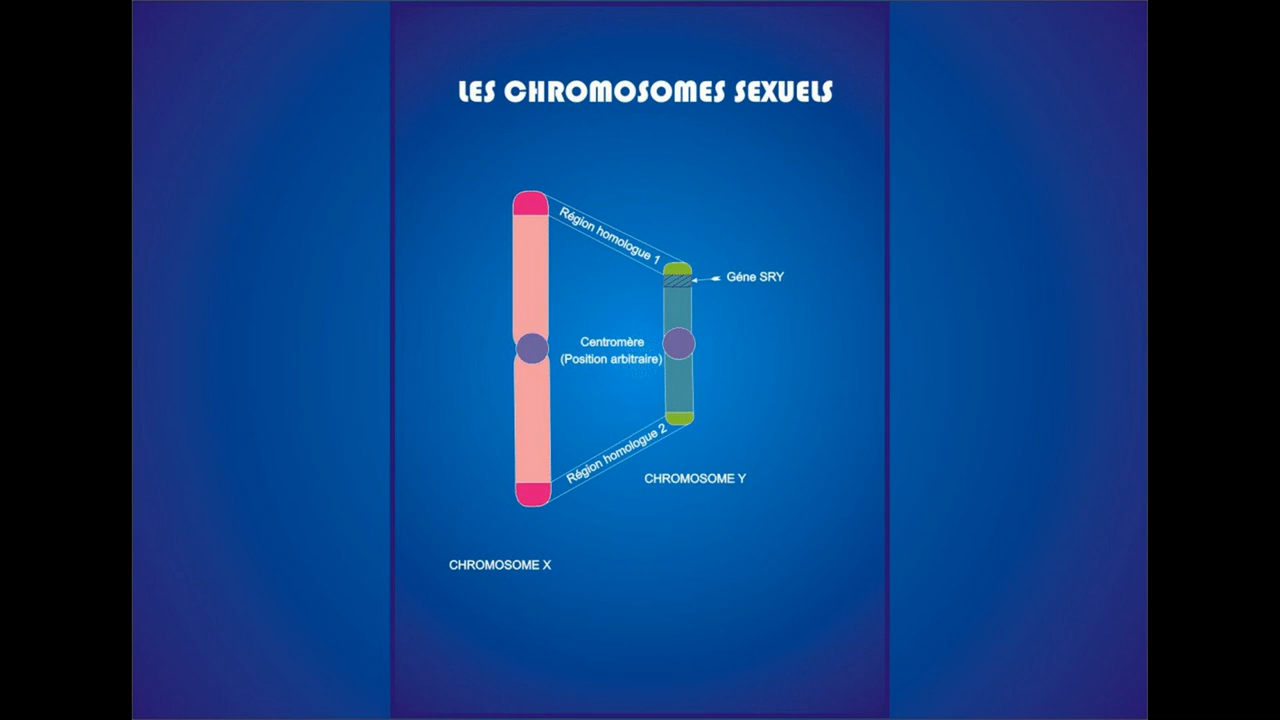 LES CHROMOSOMES SEXUELS
Région homologue 1
Géne SRY
Centromère
(Position arbitraire)
Région homologue 2
CHROMOSOME Y
CHROMOSOME X